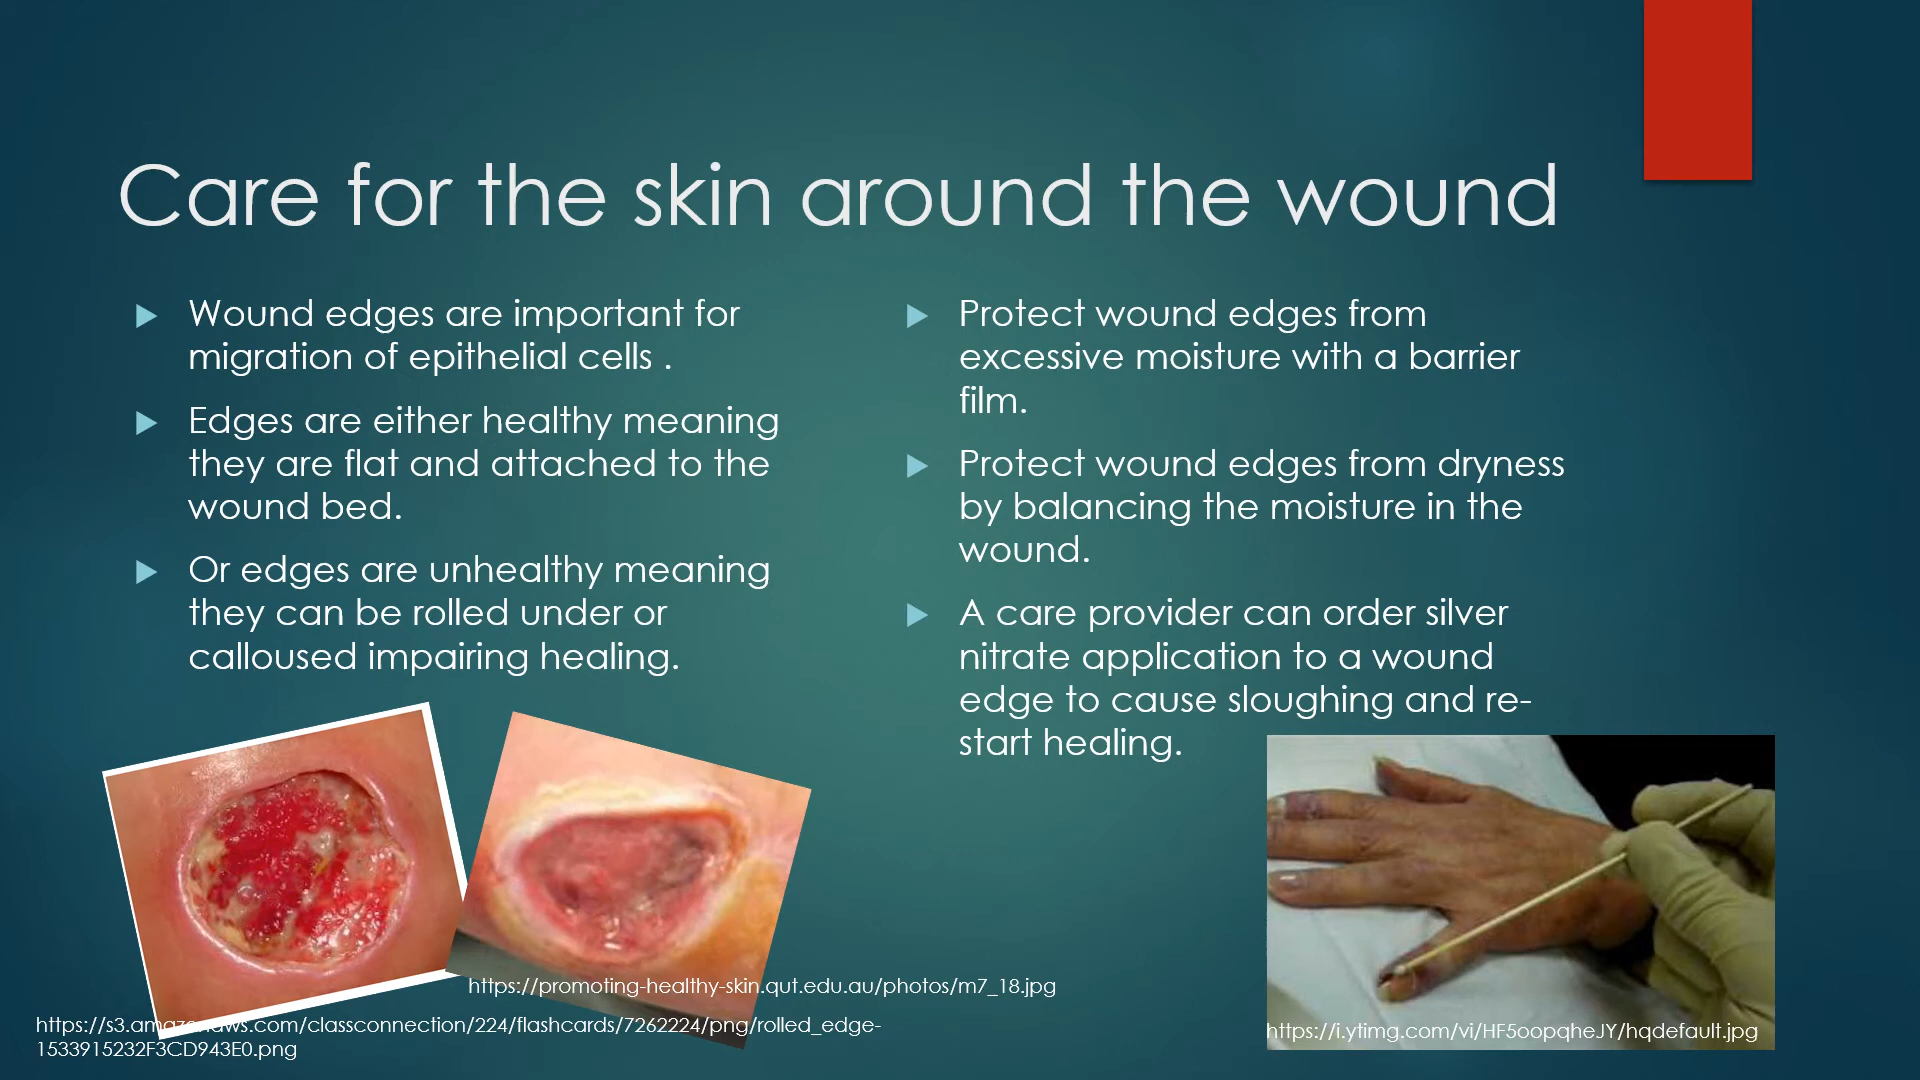 Care for the skin around the wound
Wound edges are important for
migration of epithelial cells .
Edges are either healthy meaning
they are flat and attached to the
wound bed.
Or edges are unhealthy meaning
they can be rolled under or
calloused impairing healing.
Protect wound edges from
excessive moisture with a barrier
film.
Protect wound edges from dryness
by balancing the moisture in the
wound.
A care provider can order silver
nitrate application to a wound
edge to cause sloughing and re-
start healing.
https://promoting-healthy-skin.qut.edu.au/photos/m7_18.jpg
https://s3.amazonaws.com/classconnection/224/flashcards/7262224/png/rolled_edge-
1533915232F3CD943E0.png
https://i.ytimg.com/vi/HF5oopqheJY/hqdefault.jpg